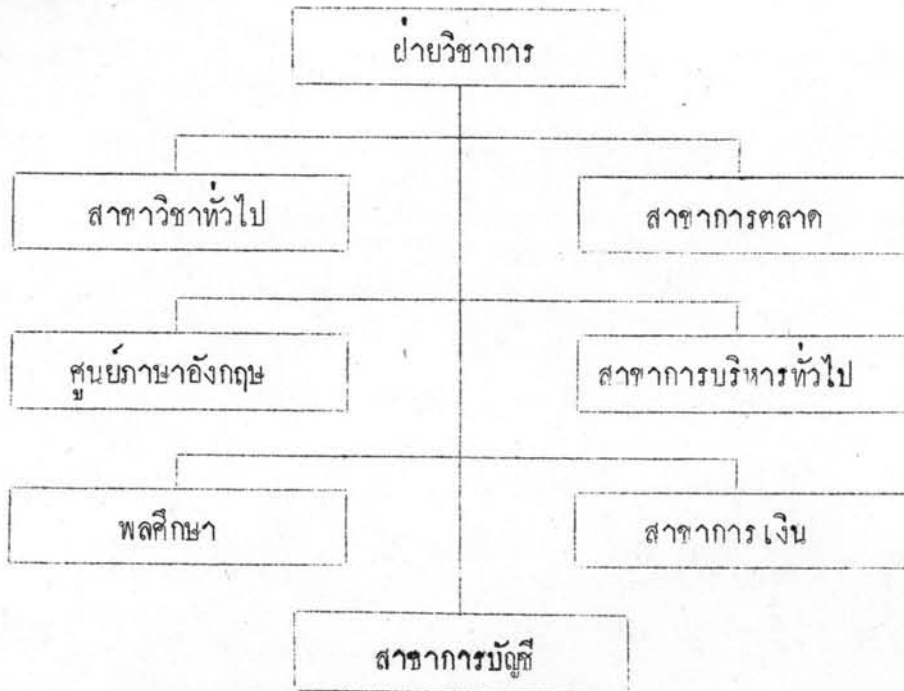 ฝ่ายวิชาการ
สาขาวิชาทั่วไป
สาขาการตลาด
ศูนย์ภาษาอังกฤษ
สาขาการบริหารทั่วไป
พลศึกษา
สาขาการเงิน
สาขาการบัญชี